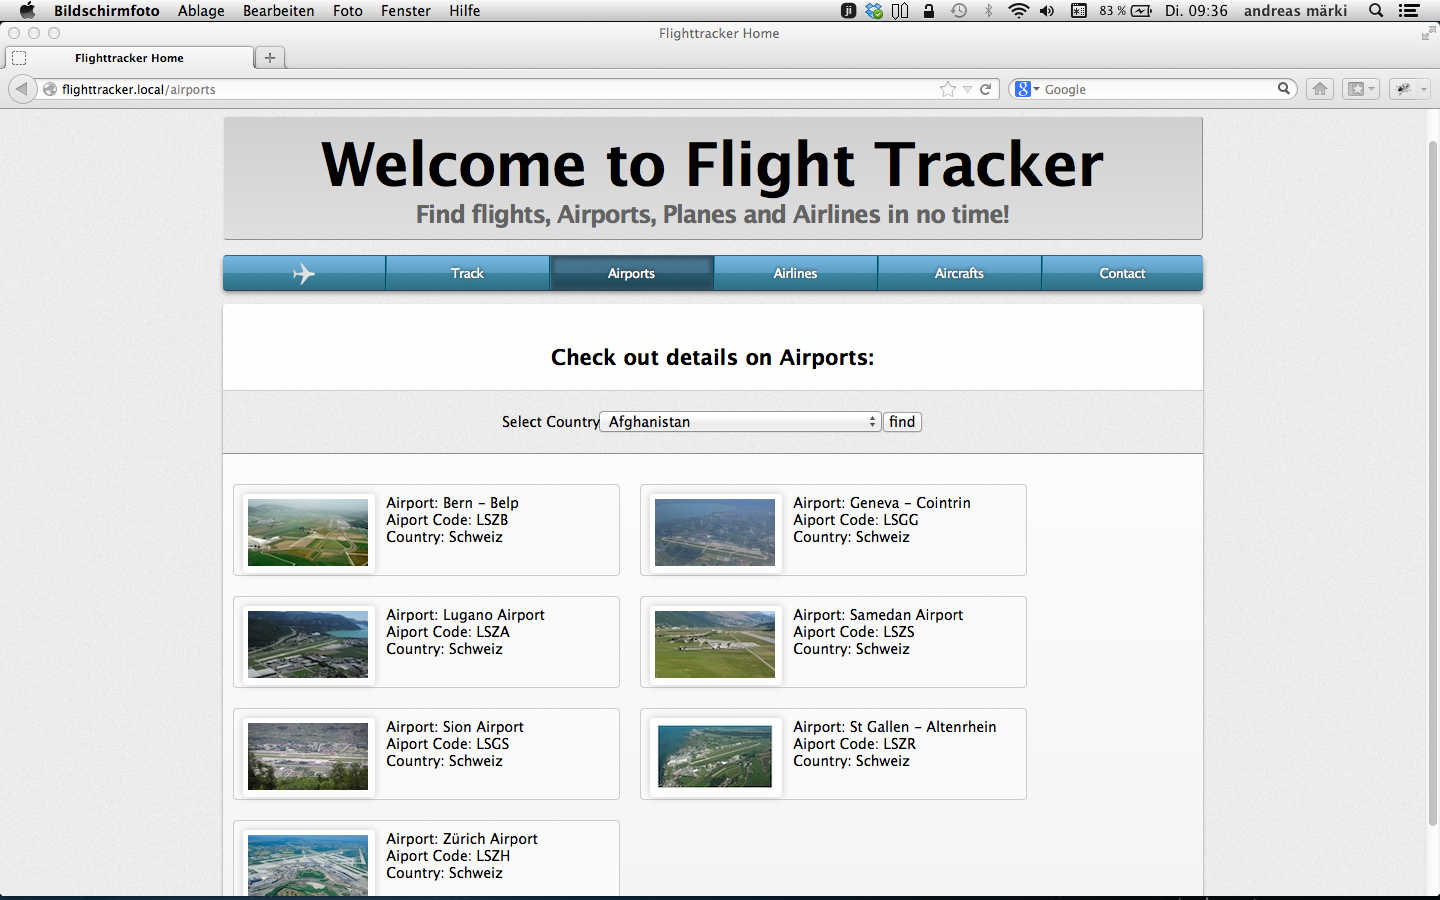 Bildschirmfoto Ablage Bearbeiten Foto Fenster Hilfe 83 % Di. 09:36 andreas märki
Flighttracker Home
Flighttracker Home
flighttracker.local/airports Google
Welcome to Flight Tracker
Find flights, Airports, Planes and Airlines in no time!
Track Airports Airlines Aircrafts Contact
Check out details on Airports:
Select Country Afghanistan find
Airport: Bern - Belp
Aiport Code: LSZB
Country: Schweiz
Airport: Geneva - Cointrin
Aiport Code: LSGG
Country: Schweiz
Airport: Lugano Airport
Aiport Code: LSZA
Country: Schweiz
Airport: Samedan Airport
Aiport Code: LSZS
Country: Schweiz
Airport: Sion Airport
Aiport Code: LSGS
Country: Schweiz
Airport: St Gallen - Altenrhein
Aiport Code: LSZR
Country: Schweiz
Airport: Zürich Airport
Aiport Code: LSZH
Country: Schweiz